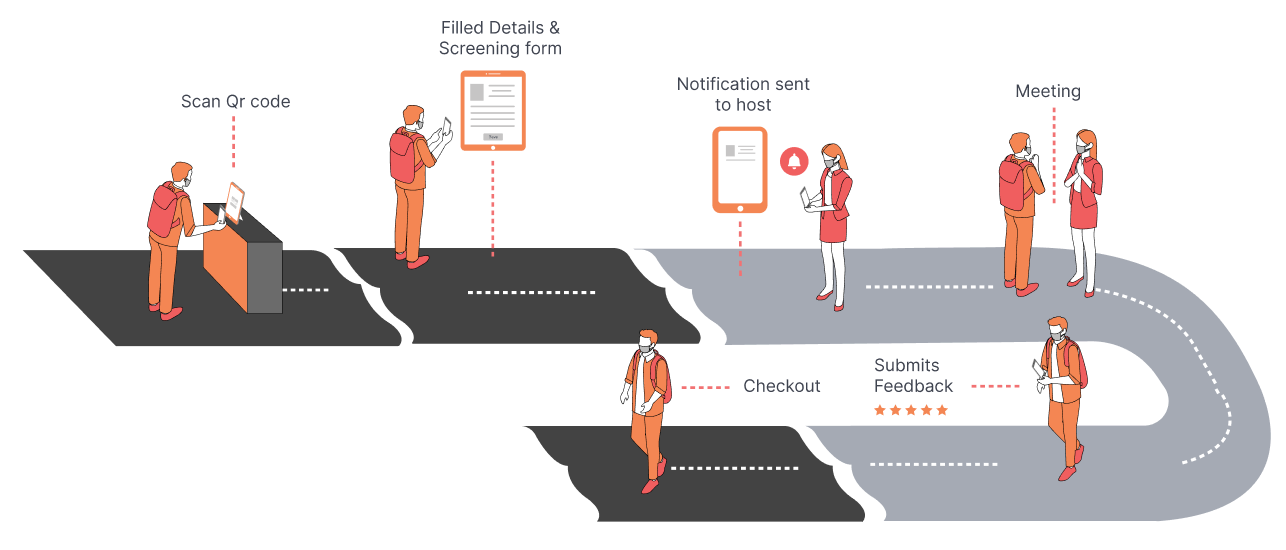 Scan Qr code
Filled Details &
Screening form
Notification sent
to host
Meeting
Submits
Feedback
Checkout